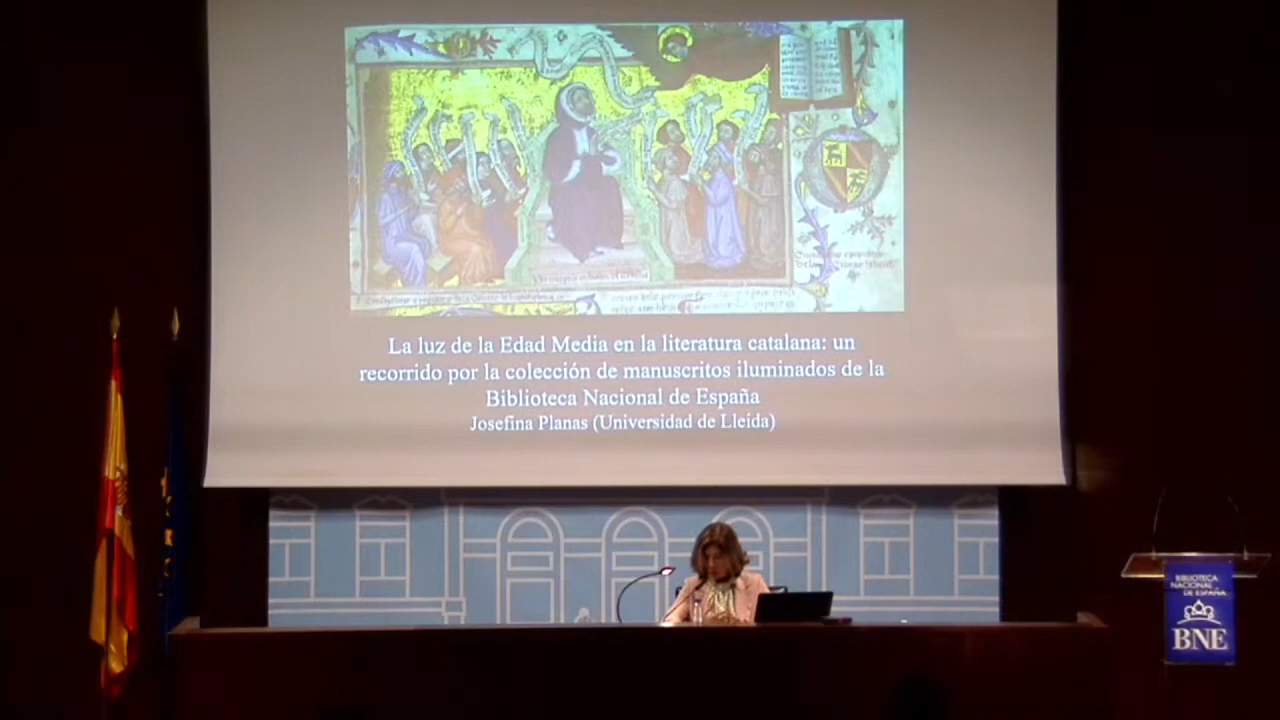 La luz de la Edad Media en la literatura catalana: un
recorrido por la colección de manuscritos iluminados de la
Biblioteca Nacional de España
Josefina Planas (Universidad de Lleida)
BIBLIOTECA
NACIONAL
DE ESPAÑA
BNE